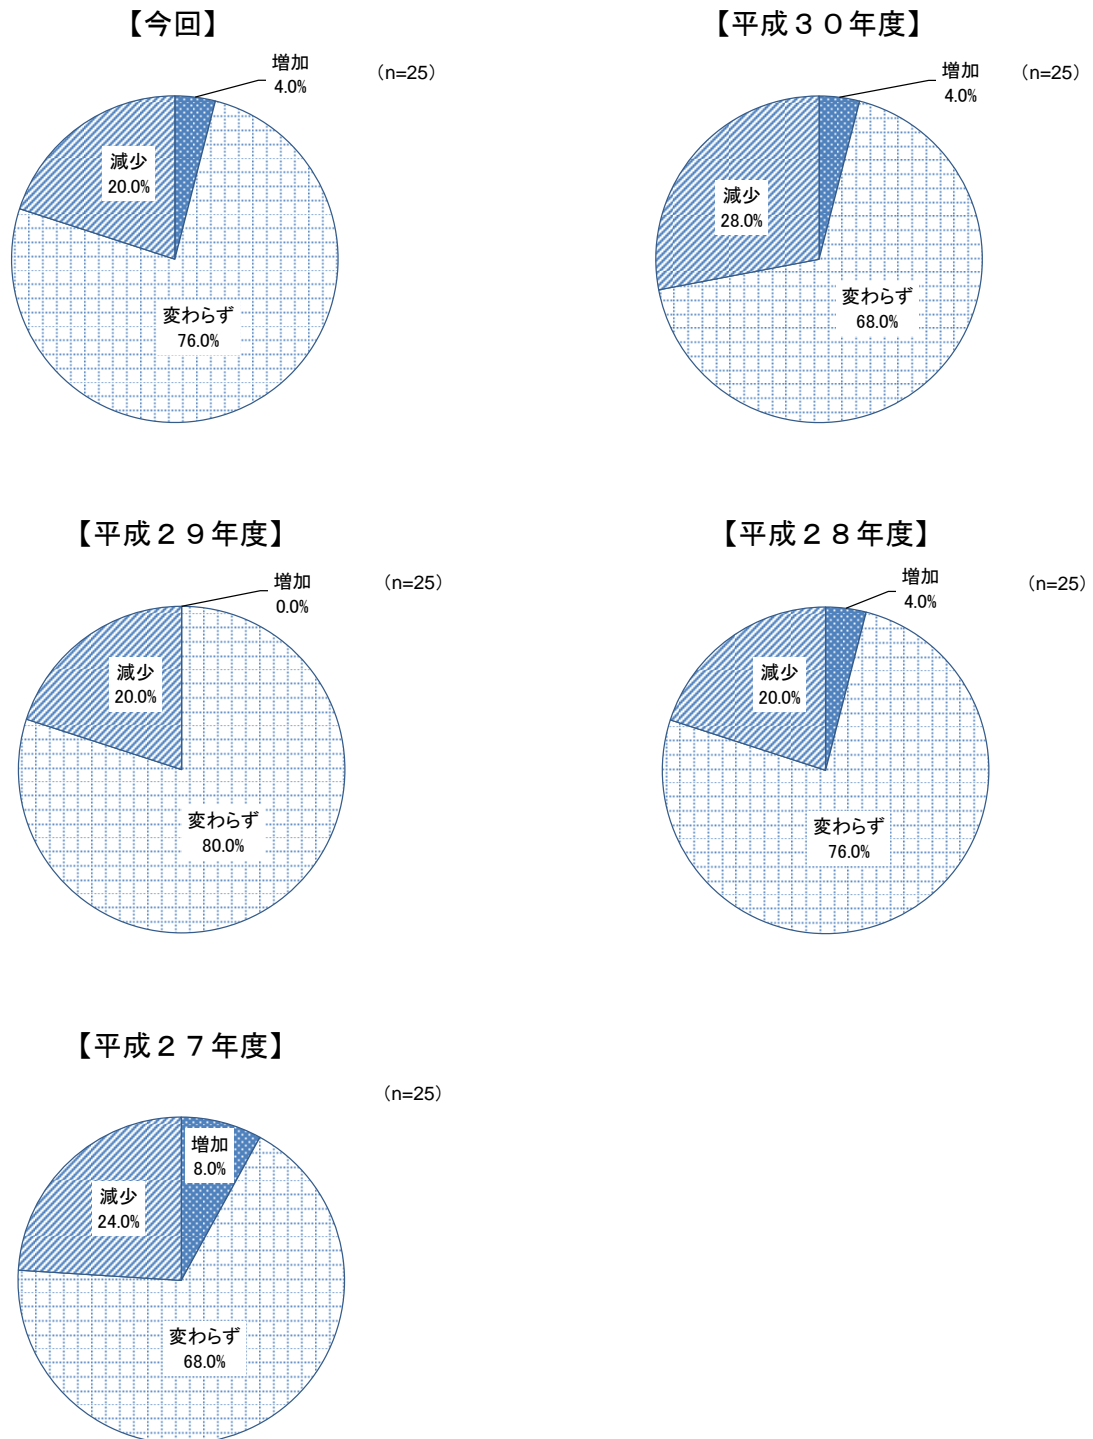 【今回】
増加
4.0%
（n=25）
減少
20.0%
変わらず
76.0%
【平成３０年度】
増加
4.0%
（n=25）
減少
28.0%
変わらず
68.0%
【平成２９年度】
増加
0.0%
（n=25）
減少
20.0%
変わらず
80.0%
【平成２８年度】
増加
4.0%
（n=25）
減少
20.0%
変わらず
76.0%
【平成２７年度】
（n=25）
増加
8.0%
減少
24.0%
変わらず
68.0%